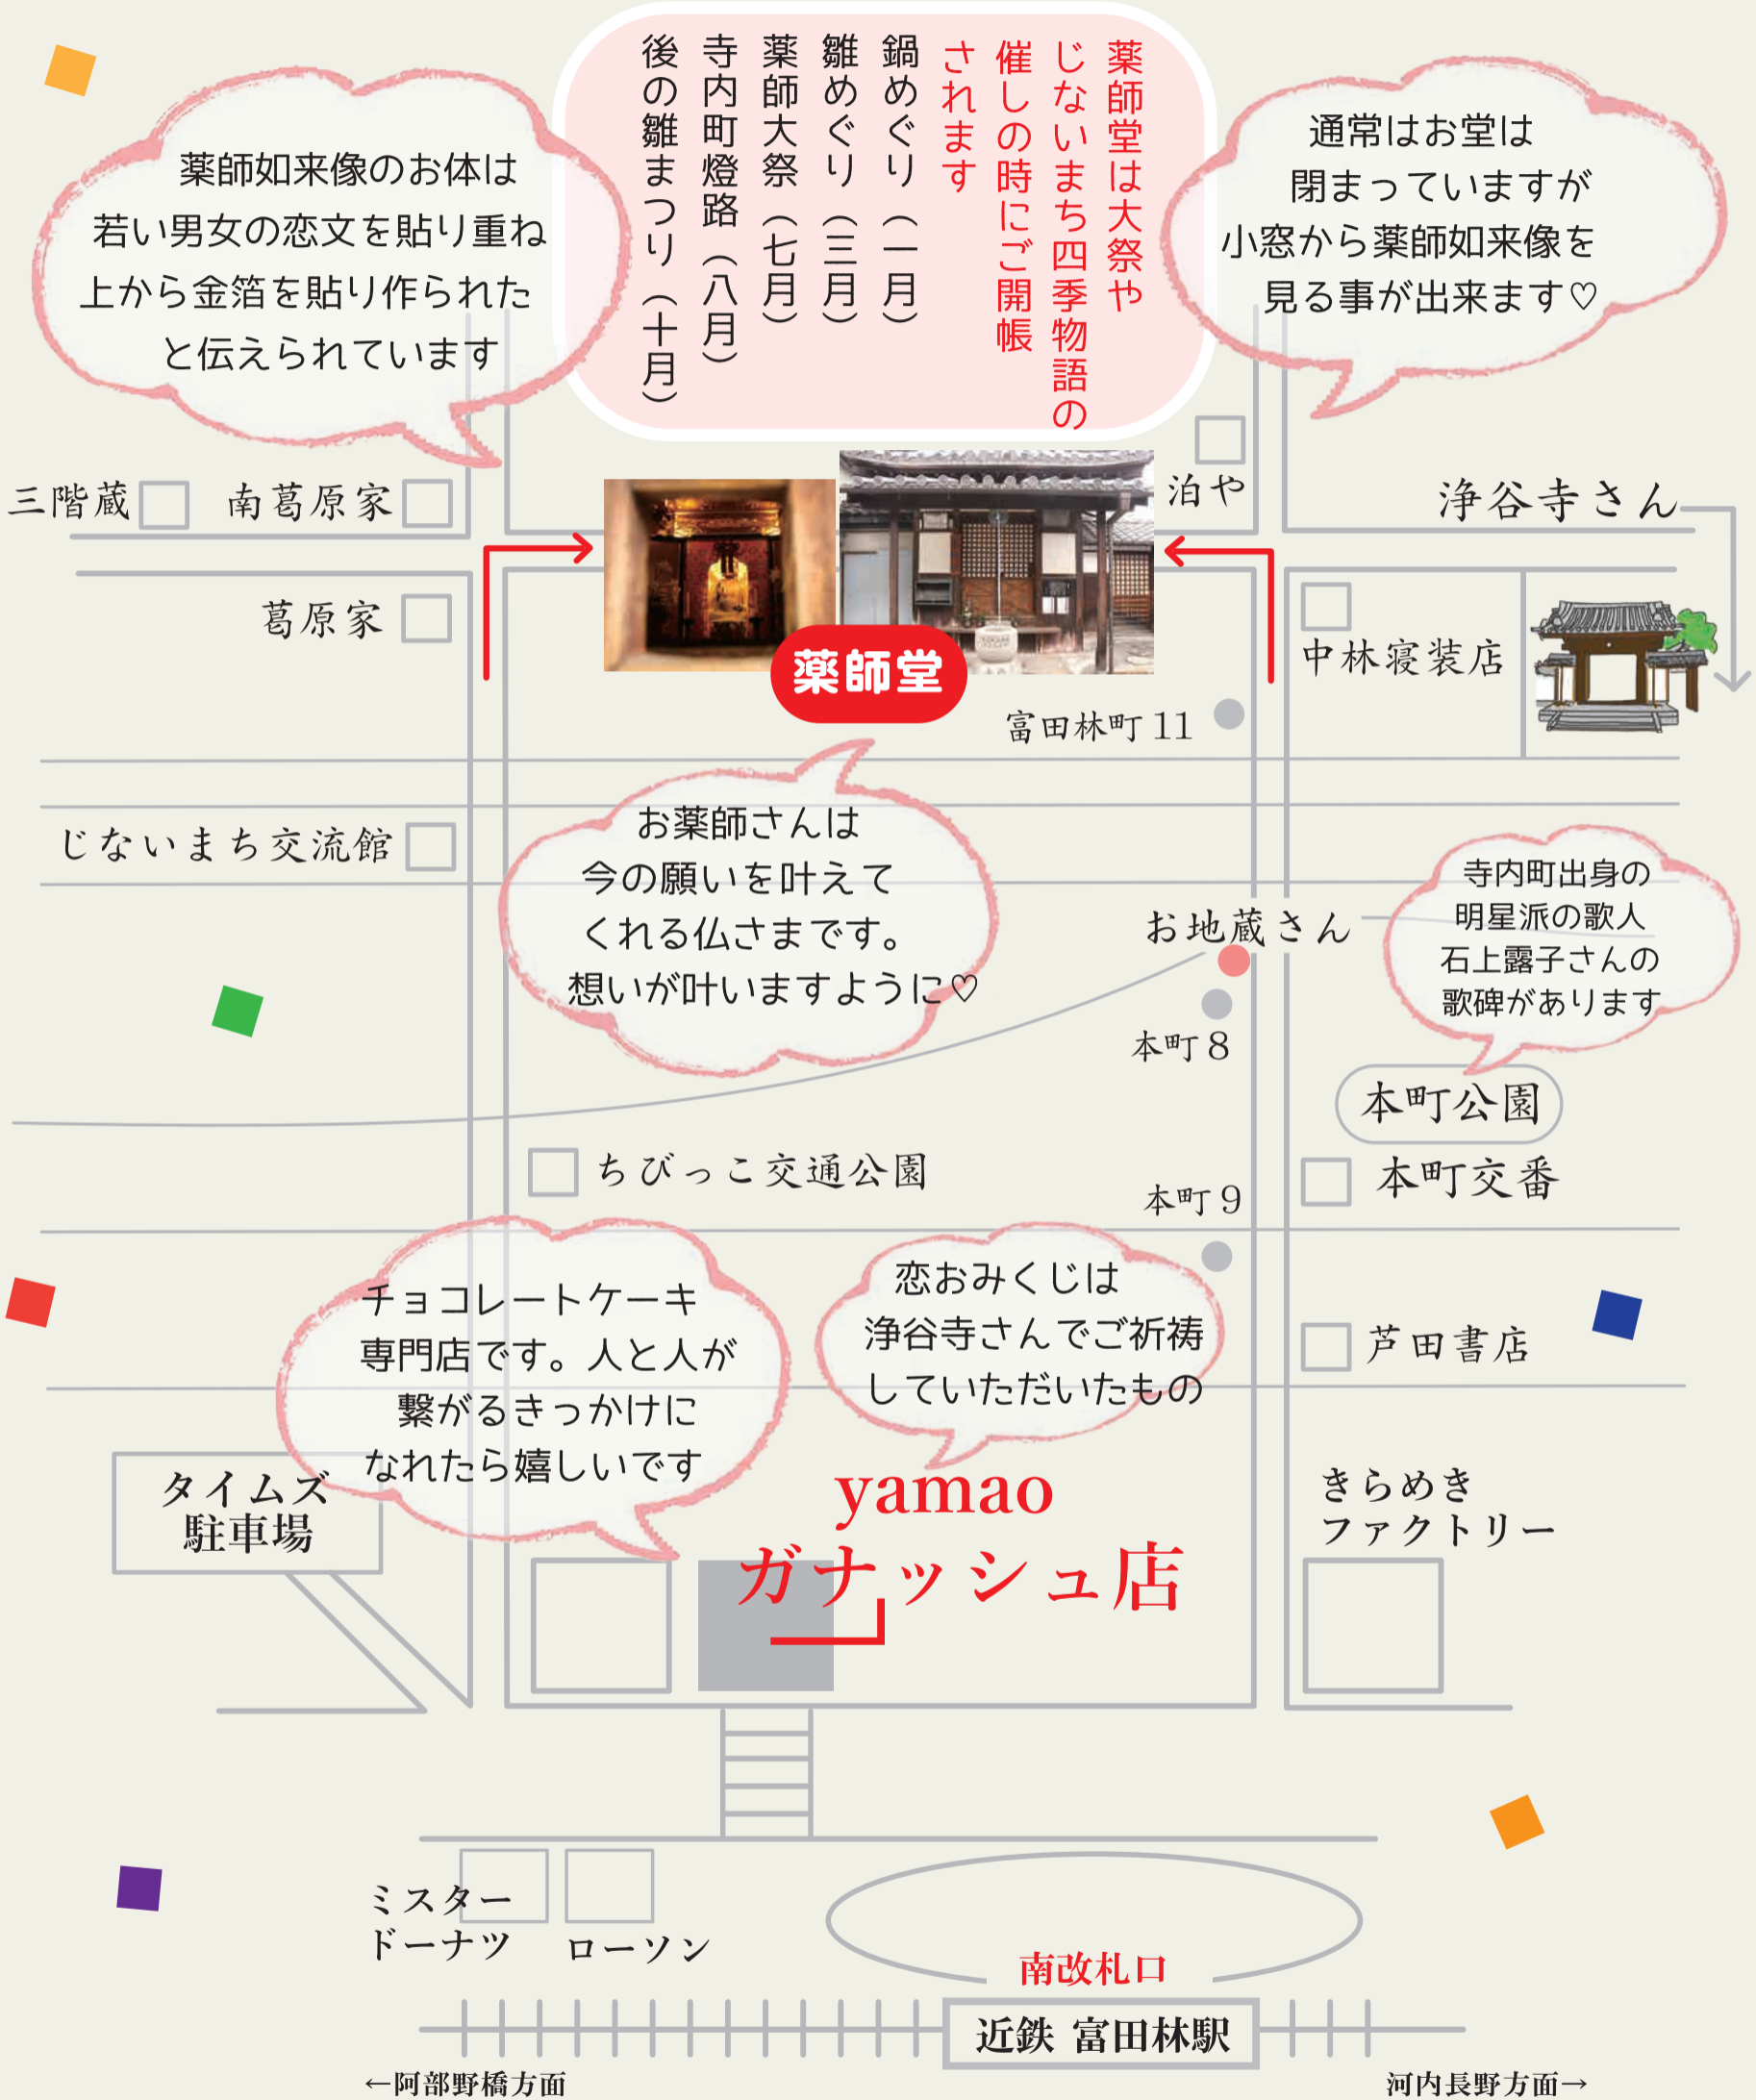 薬師堂は大祭や
じないまち四季物語の
催しの時にご開帳
されます
鍋めぐり（一月）
雛めぐり（三月）
薬師大祭（七月）
寺内町燈路（八月）
後の雛まつり（十月）
薬師如来像のお体は
若い男女の恋文を貼り重ね
上から金箔を貼り作られた
と伝えられています
通常はお堂は
閉まっていますが
小窓から薬師如来像を
見る事が出来ます♡
三階蔵
南葛原家
泊や
浄谷寺さん
葛原家
薬師堂
中林寝装店
富田林町11
じないまち交流館
お薬師さんは
今の願いを叶えて
くれる仏さまです。
想いが叶いますように♡
お地蔵さん
寺内町出身の
明星派の歌人
石上露子さんの
歌碑があります
本町8
本町公園
ちびっこ交通公園
本町交番
本町9
チョコレートケーキ
専門店です。人と人が
繋がるきっかけに
なれたら嬉しいです
恋おみくじは
浄谷寺さんでご祈祷
していただいたもの
芦田書店
タイムズ
駐車場
yamao
ガナッシュ店
きらめき
ファクトリー
ミスター
ドーナツ
ローソン
南改札口
近鉄 富田林駅
←阿部野橋方面
河内長野方面→